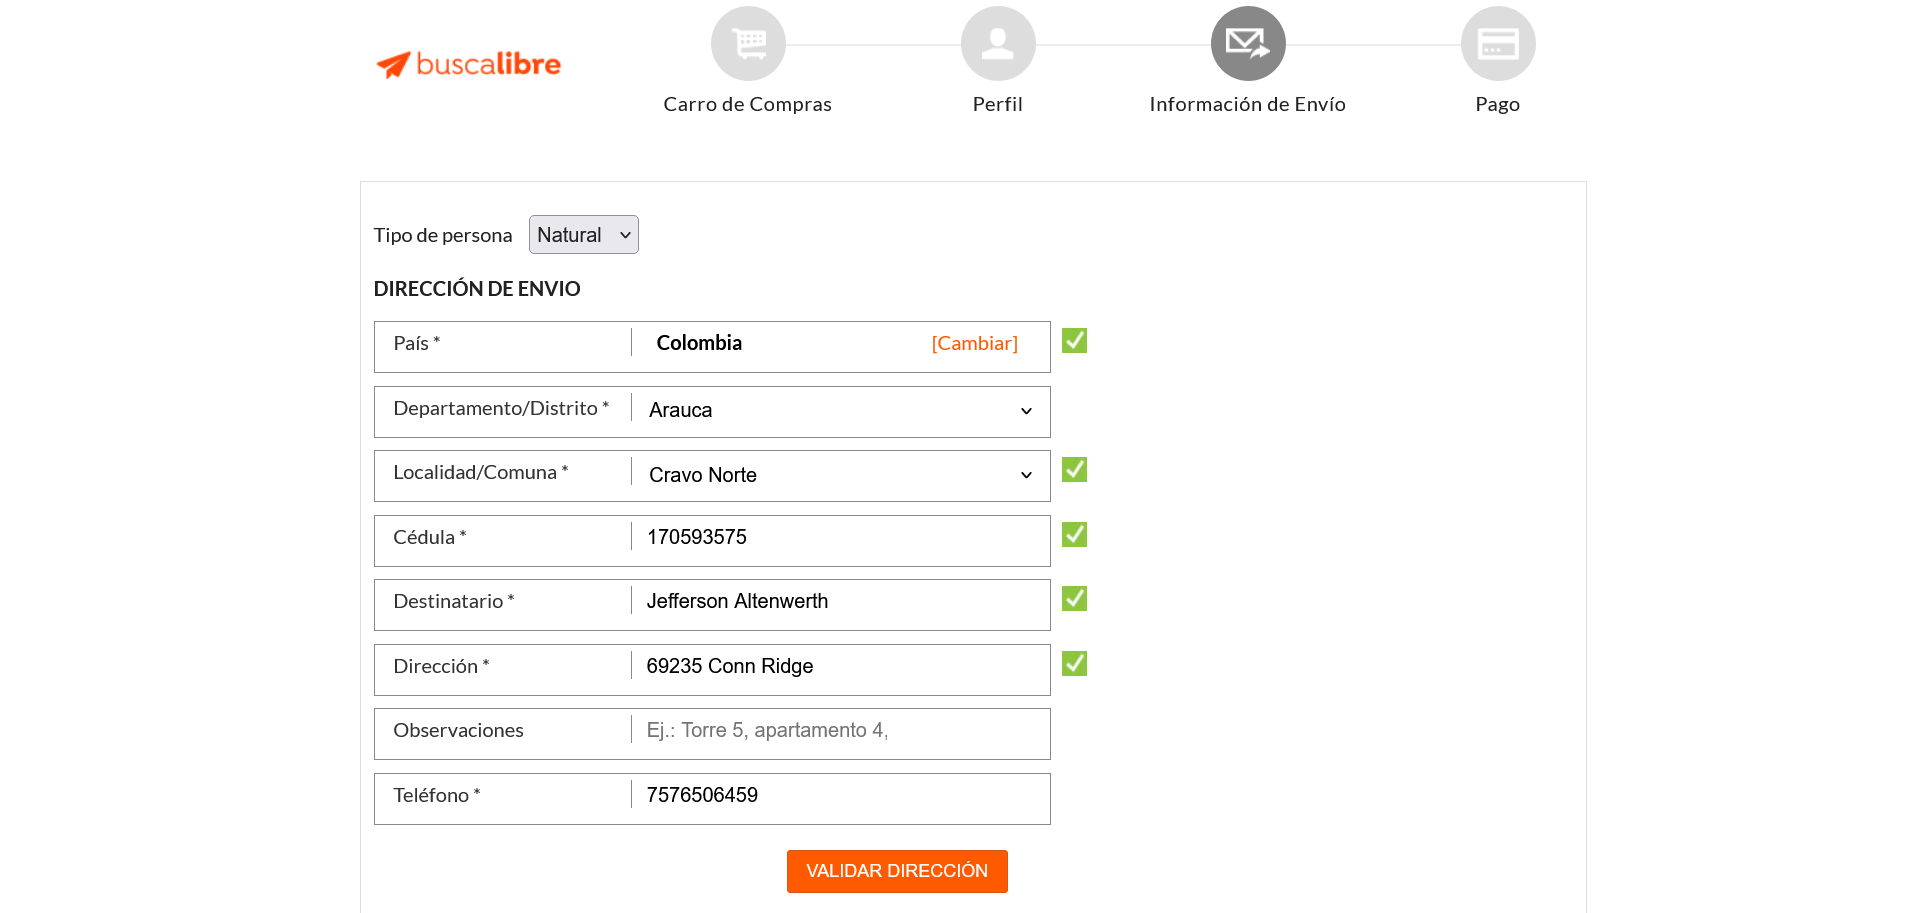 buscalibre
Carro de Compras
Perfil
Información de Envío
Pago
Tipo de persona Natural
DIRECCIÓN DE ENVIO
País * Colombia [Cambiar]
Departamento/Distrito * Arauca
Localidad/Comuna * Cravo Norte
Cédula * 170593575
Destinatario * Jefferson Altenwerth
Dirección * 69235 Conn Ridge
Observaciones Ej.: Torre 5, apartamento 4,
Teléfono * 7576506459
VALIDAR DIRECCIÓN